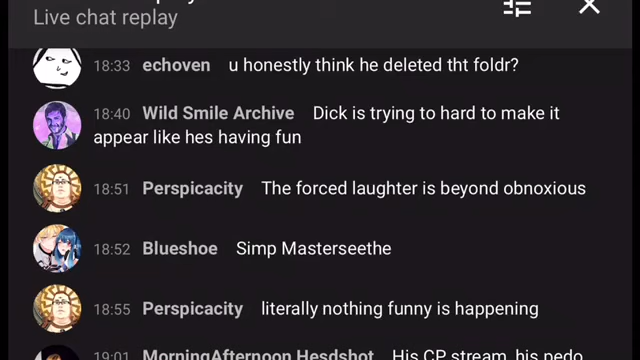 Live chat replay
18:33 echoven u honestly think he deleted tht foldr?
18:40 Wild Smile Archive Dick is trying to hard to make it
appear like hes having fun
18:51 Perspicacity The forced laughter is beyond obnoxious
18:52 Blueshoe Simp Masterseethe
18:55 Perspicacity literally nothing funny is happening
19:01 MorningAfternoon Hesdshot His CP stream, his pedo